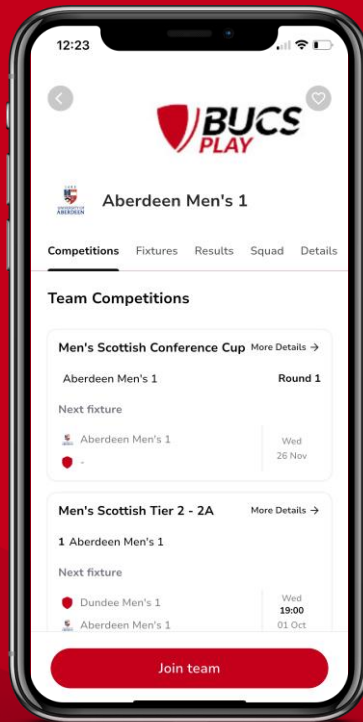 12:23
BUCS
PLAY
UNIVERSITY OF
ABERDEEN
Aberdeen Men's 1
Competitions Fixtures Results Squad Details
Team Competitions
Men's Scottish Conference Cup More Details →
Aberdeen Men's 1 Round 1
Next fixture
Aberdeen Men's 1 Wed
- 26 Nov
Men's Scottish Tier 2 - 2A More Details →
1 Aberdeen Men's 1
Next fixture
Dundee Men's 1 Wed
19:00
Aberdeen Men's 1 01 Oct
Join team